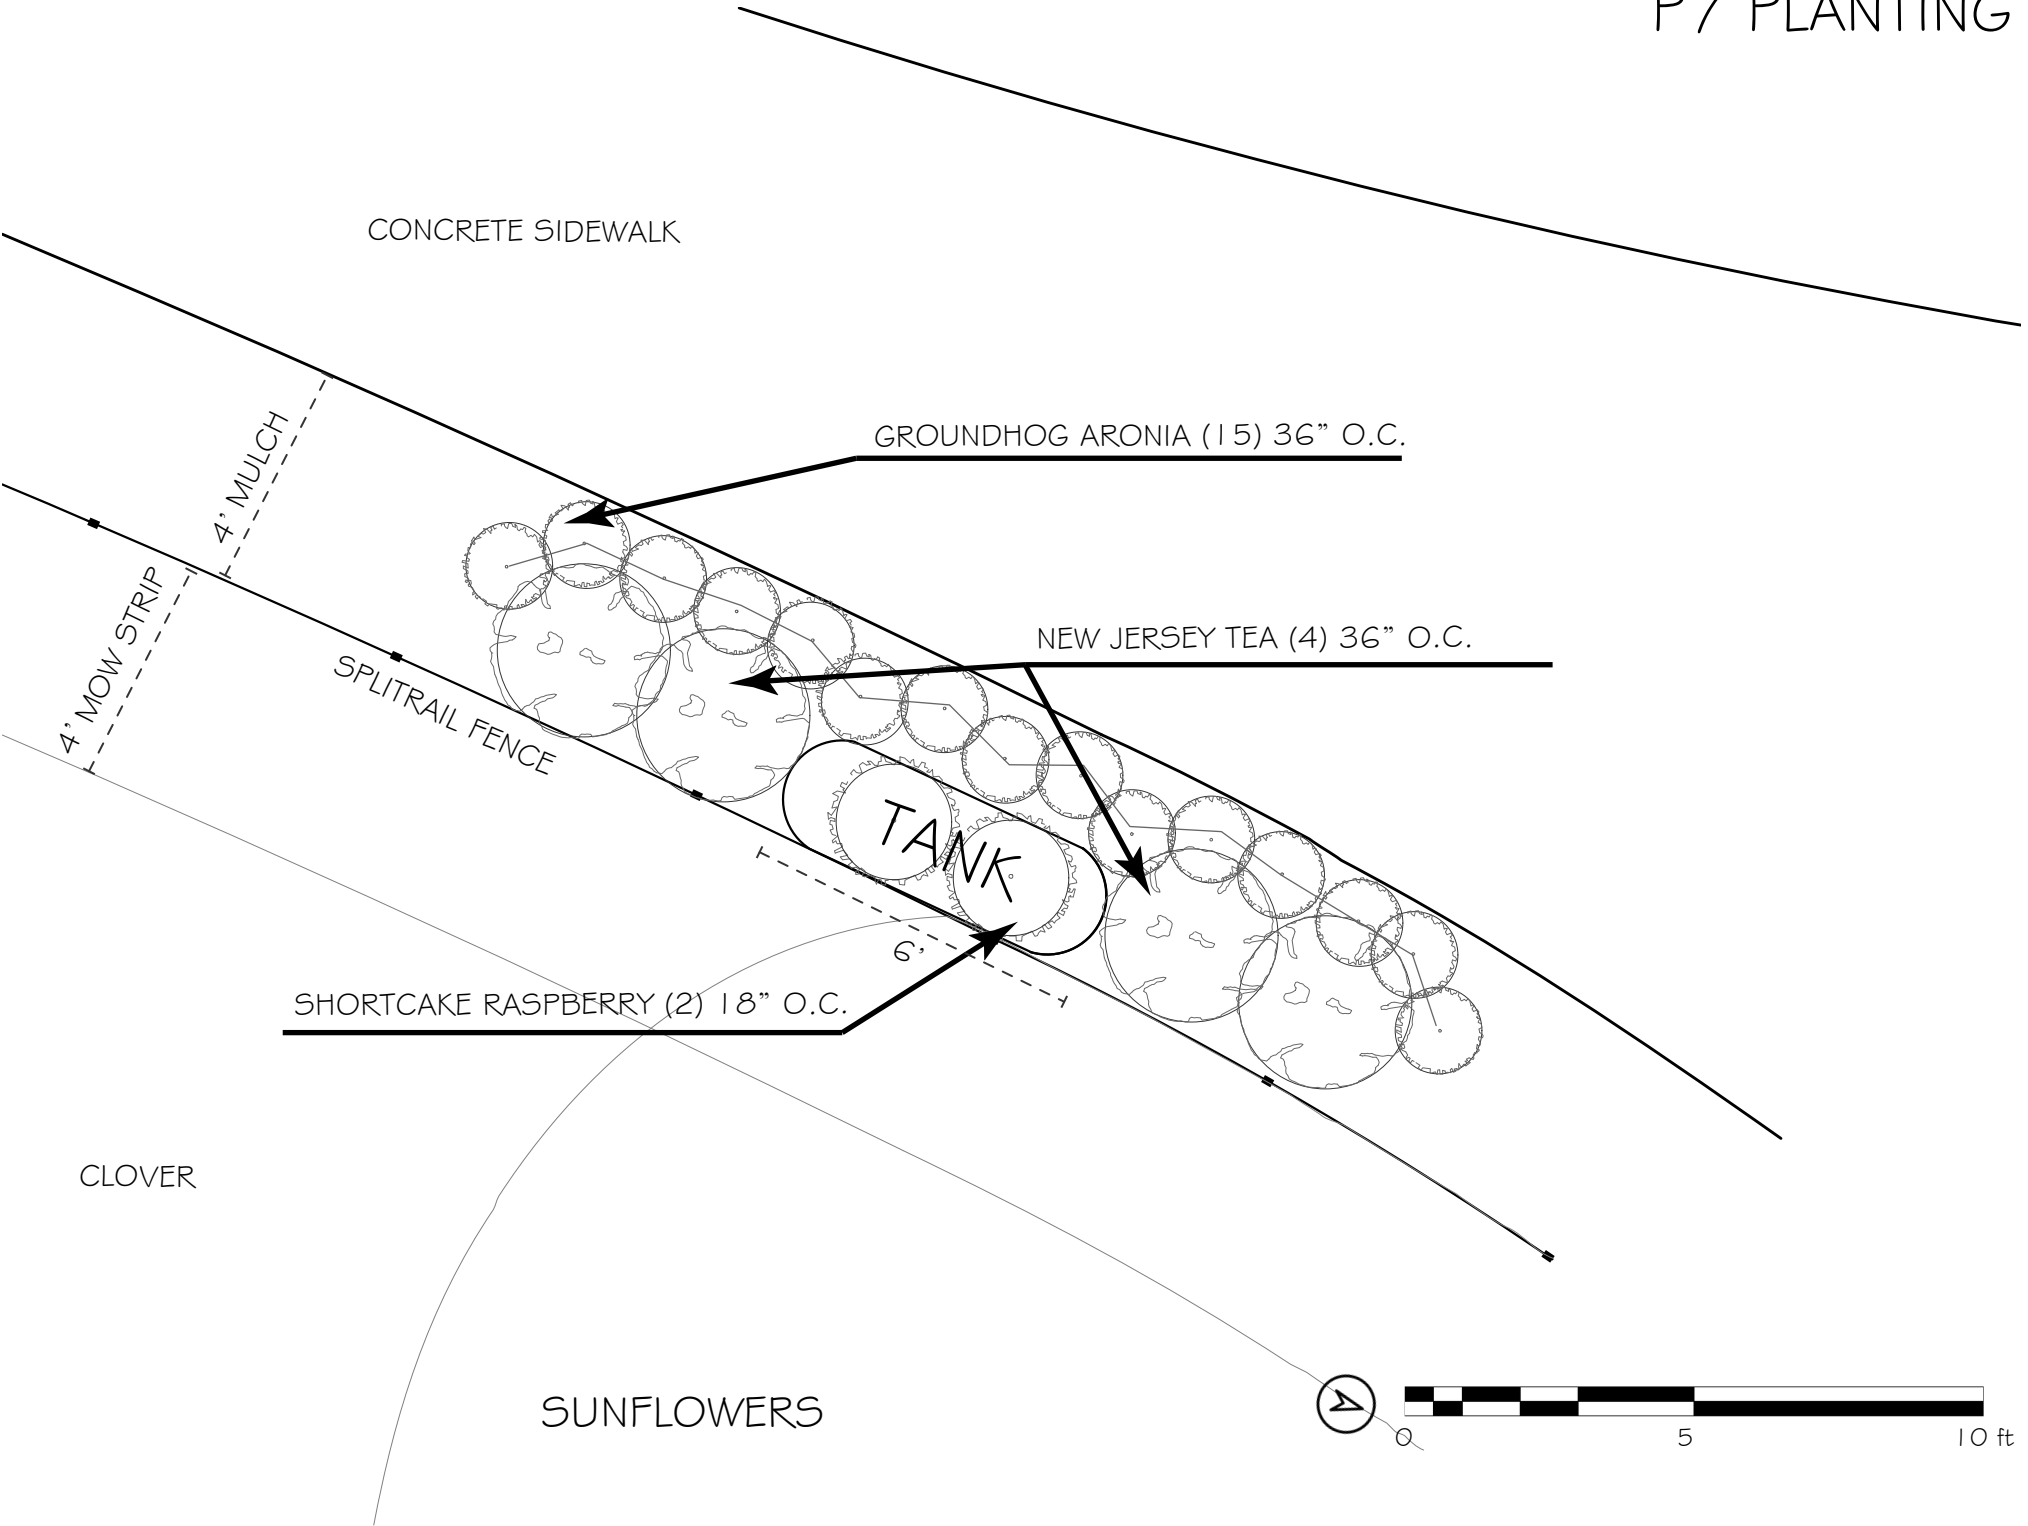 P7 PLANTING
CONCRETE SIDEWALK
4’ MULCH
GROUNDHOG ARONIA (15) 36” O.C.
4’ MOW STRIP
SPLITRAIL FENCE
NEW JERSEY TEA (4) 36” O.C.
TANK
6’
SHORTCAKE RASPBERRY (2) 18” O.C.
CLOVER
SUNFLOWERS
0 5 10 ft